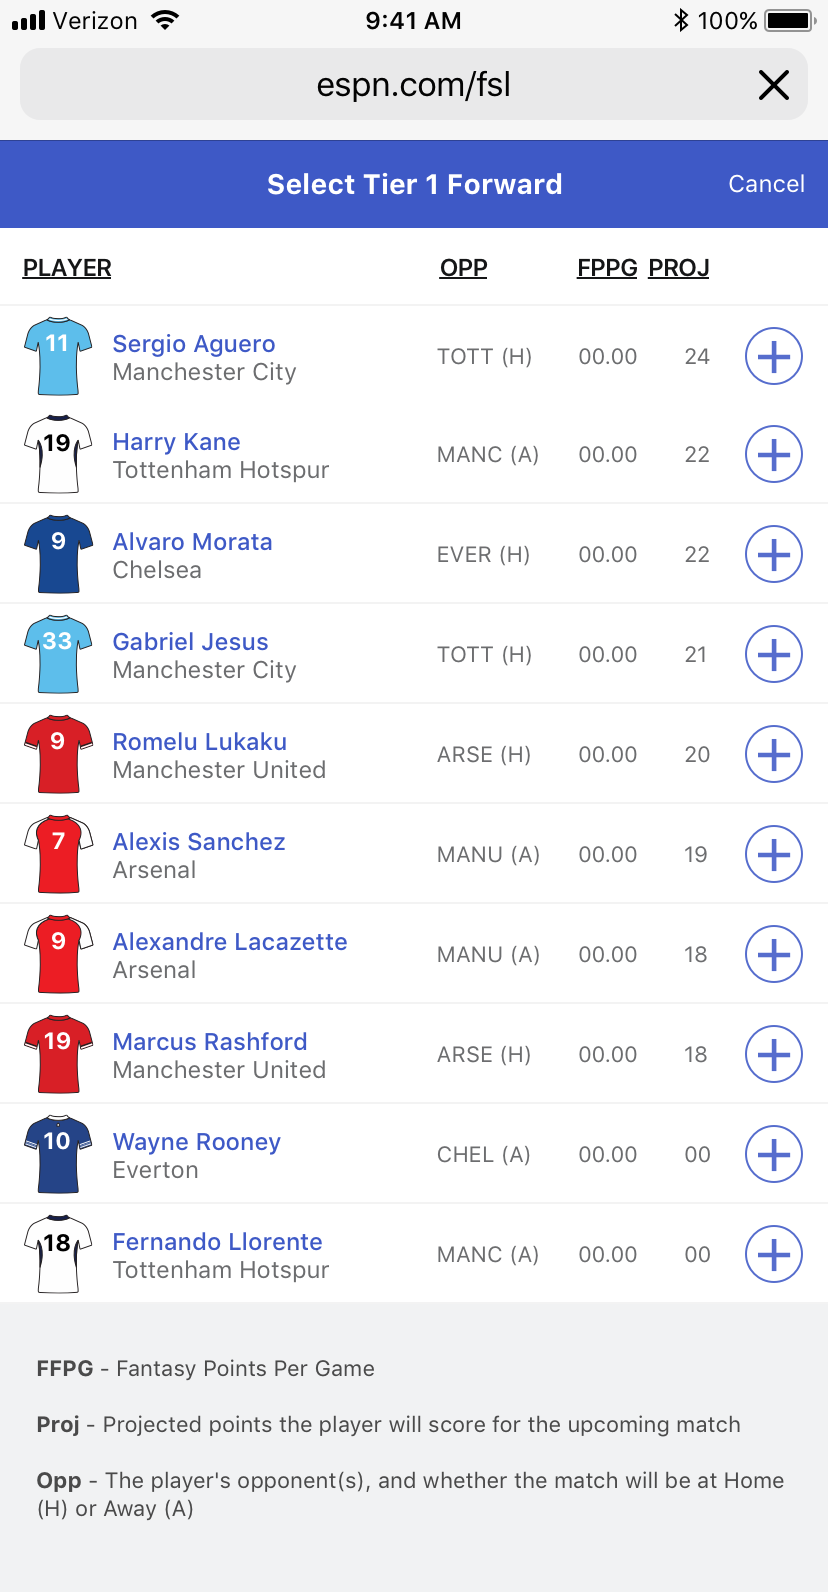 Verizon 9:41 AM 100%
espn.com/fsl
Select Tier 1 Forward Cancel
PLAYER OPP FPPG PROJ
11 Sergio Aguero TOTT (H) 00.00 24
Manchester City
19 Harry Kane MANC (A) 00.00 22
Tottenham Hotspur
9 Alvaro Morata EVER (H) 00.00 22
Chelsea
33 Gabriel Jesus TOTT (H) 00.00 21
Manchester City
9 Romelu Lukaku ARSE (H) 00.00 20
Manchester United
7 Alexis Sanchez MANU (A) 00.00 19
Arsenal
9 Alexandre Lacazette MANU (A) 00.00 18
Arsenal
19 Marcus Rashford ARSE (H) 00.00 18
Manchester United
10 Wayne Rooney CHEL (A) 00.00 00
Everton
18 Fernando Llorente MANC (A) 00.00 00
Tottenham Hotspur
FFPG - Fantasy Points Per Game
Proj - Projected points the player will score for the upcoming match
Opp - The player's opponent(s), and whether the match will be at Home
(H) or Away (A)